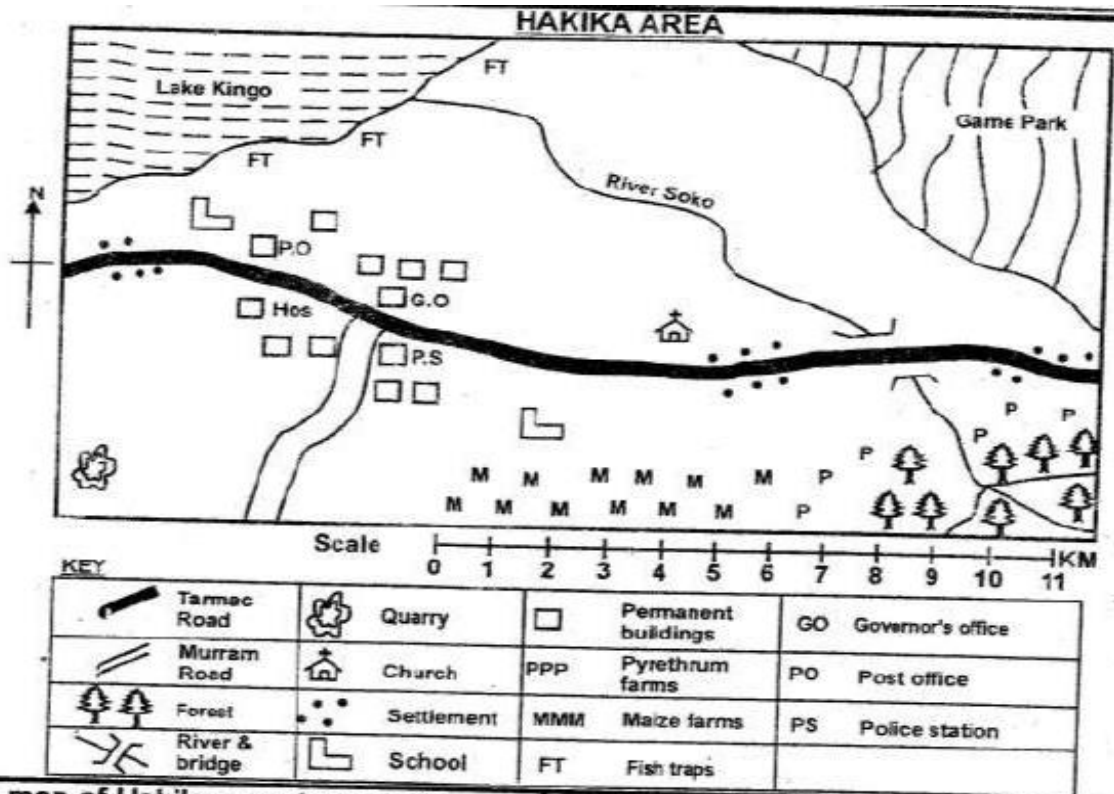 HAKIKA AREA
FT
Lake Kingo
Game Park
FT
FT
River Soko
N
P.O
Hos
G.O
P.S
P P
P
P
M M M M M M P
M M M M M M P
Scale
0 1 2 3 4 5 6 7 8 9 10 11 KM
KEY
Tarmac Road
Quarry
Permanent buildings
GO Governor's office
Murram Road
Church
PPP Pyrethrum farms
PO Post office
Forest
Settlement
MMM Maize farms
PS Police station
River & bridge
School
FT Fish traps